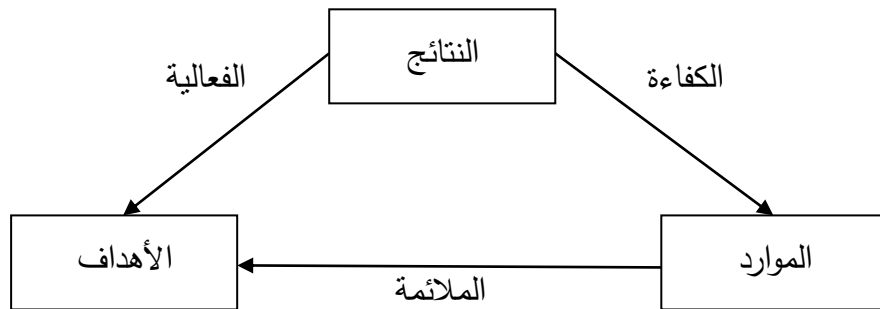 النتائج
الكفاءة
الفعالية
الموارد
الأهداف
الملائمة